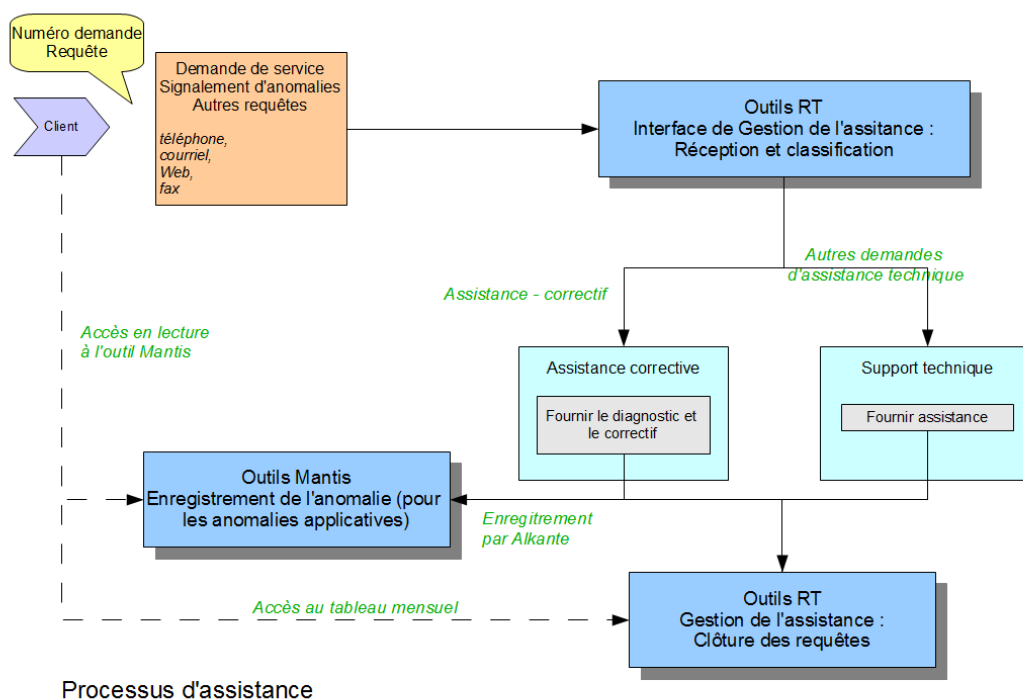 Numéro demande
Requête
Client
Demande de service
Signalement d'anomalies
Autres requêtes
téléphone,
courriel,
Web,
fax
Outils RT
Interface de Gestion de l'assitance :
Réception et classification
Autres demandes
d'assistance technique
Assistance - correctif
Accès en lecture
à l'outil Mantis
Assistance corrective
Fournir le diagnostic et
le correctif
Support technique
Fournir assistance
Outils Mantis
Enregistrement de l'anomalie (pour
les anomalies applicatives)
Enregitrement
par Alkante
Accès au tableau mensuel
Outils RT
Gestion de l'assistance :
Clôture des requêtes
Processus d'assistance